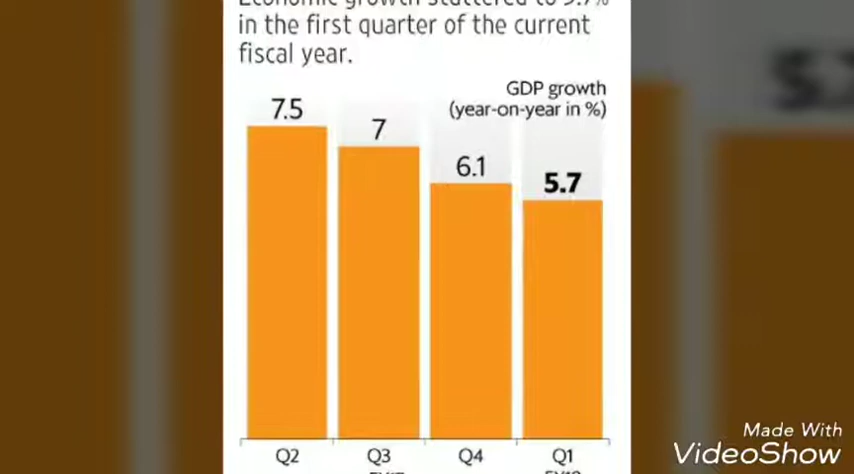 Economic growth stuttered to 5.7%
in the first quarter of the current
fiscal year.
GDP growth
(year-on-year in %)
7.5
7
6.1
5.7
Q2
Q3
Q4
Q1
Made With
VideoShow